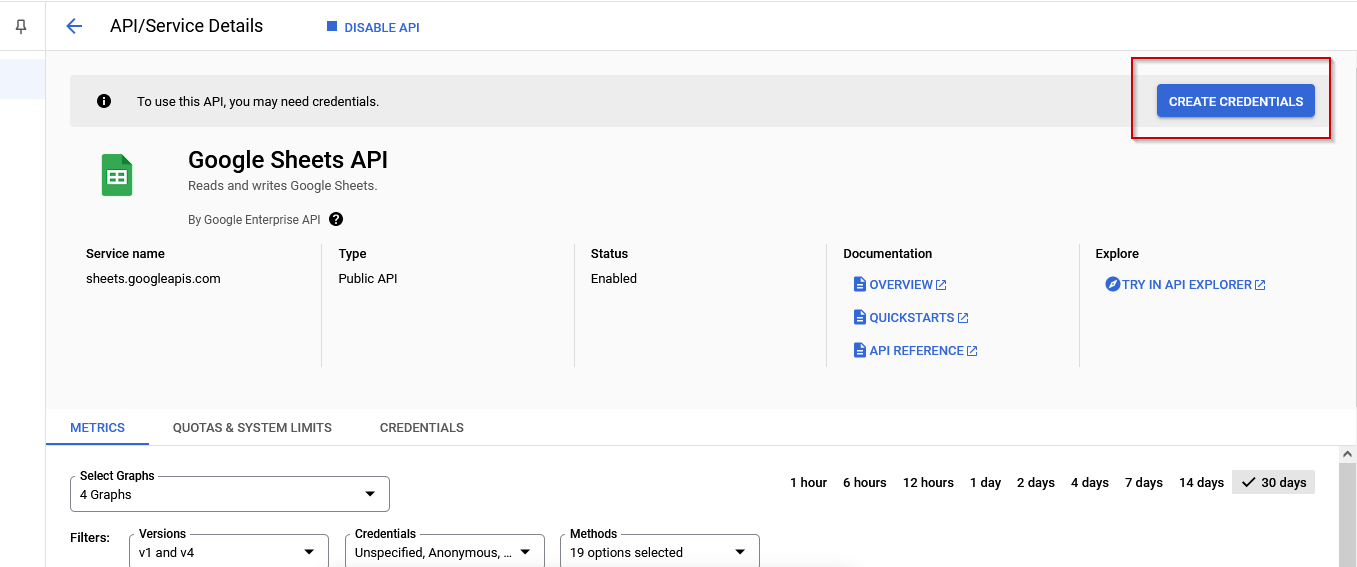 API/Service Details DISABLE API
To use this API, you may need credentials. CREATE CREDENTIALS
Google Sheets API
Reads and writes Google Sheets.
By Google Enterprise API
Service name Type Status Documentation Explore
sheets.googleapis.com Public API Enabled OVERVIEW TRY IN API EXPLORER
QUICKSTARTS
API REFERENCE
METRICS QUOTAS & SYSTEM LIMITS CREDENTIALS
Select Graphs
4 Graphs 1 hour 6 hours 12 hours 1 day 2 days 4 days 7 days 14 days 30 days
Filters: Versions Credentials Methods
v1 and v4 Unspecified, Anonymous, ... 19 options selected